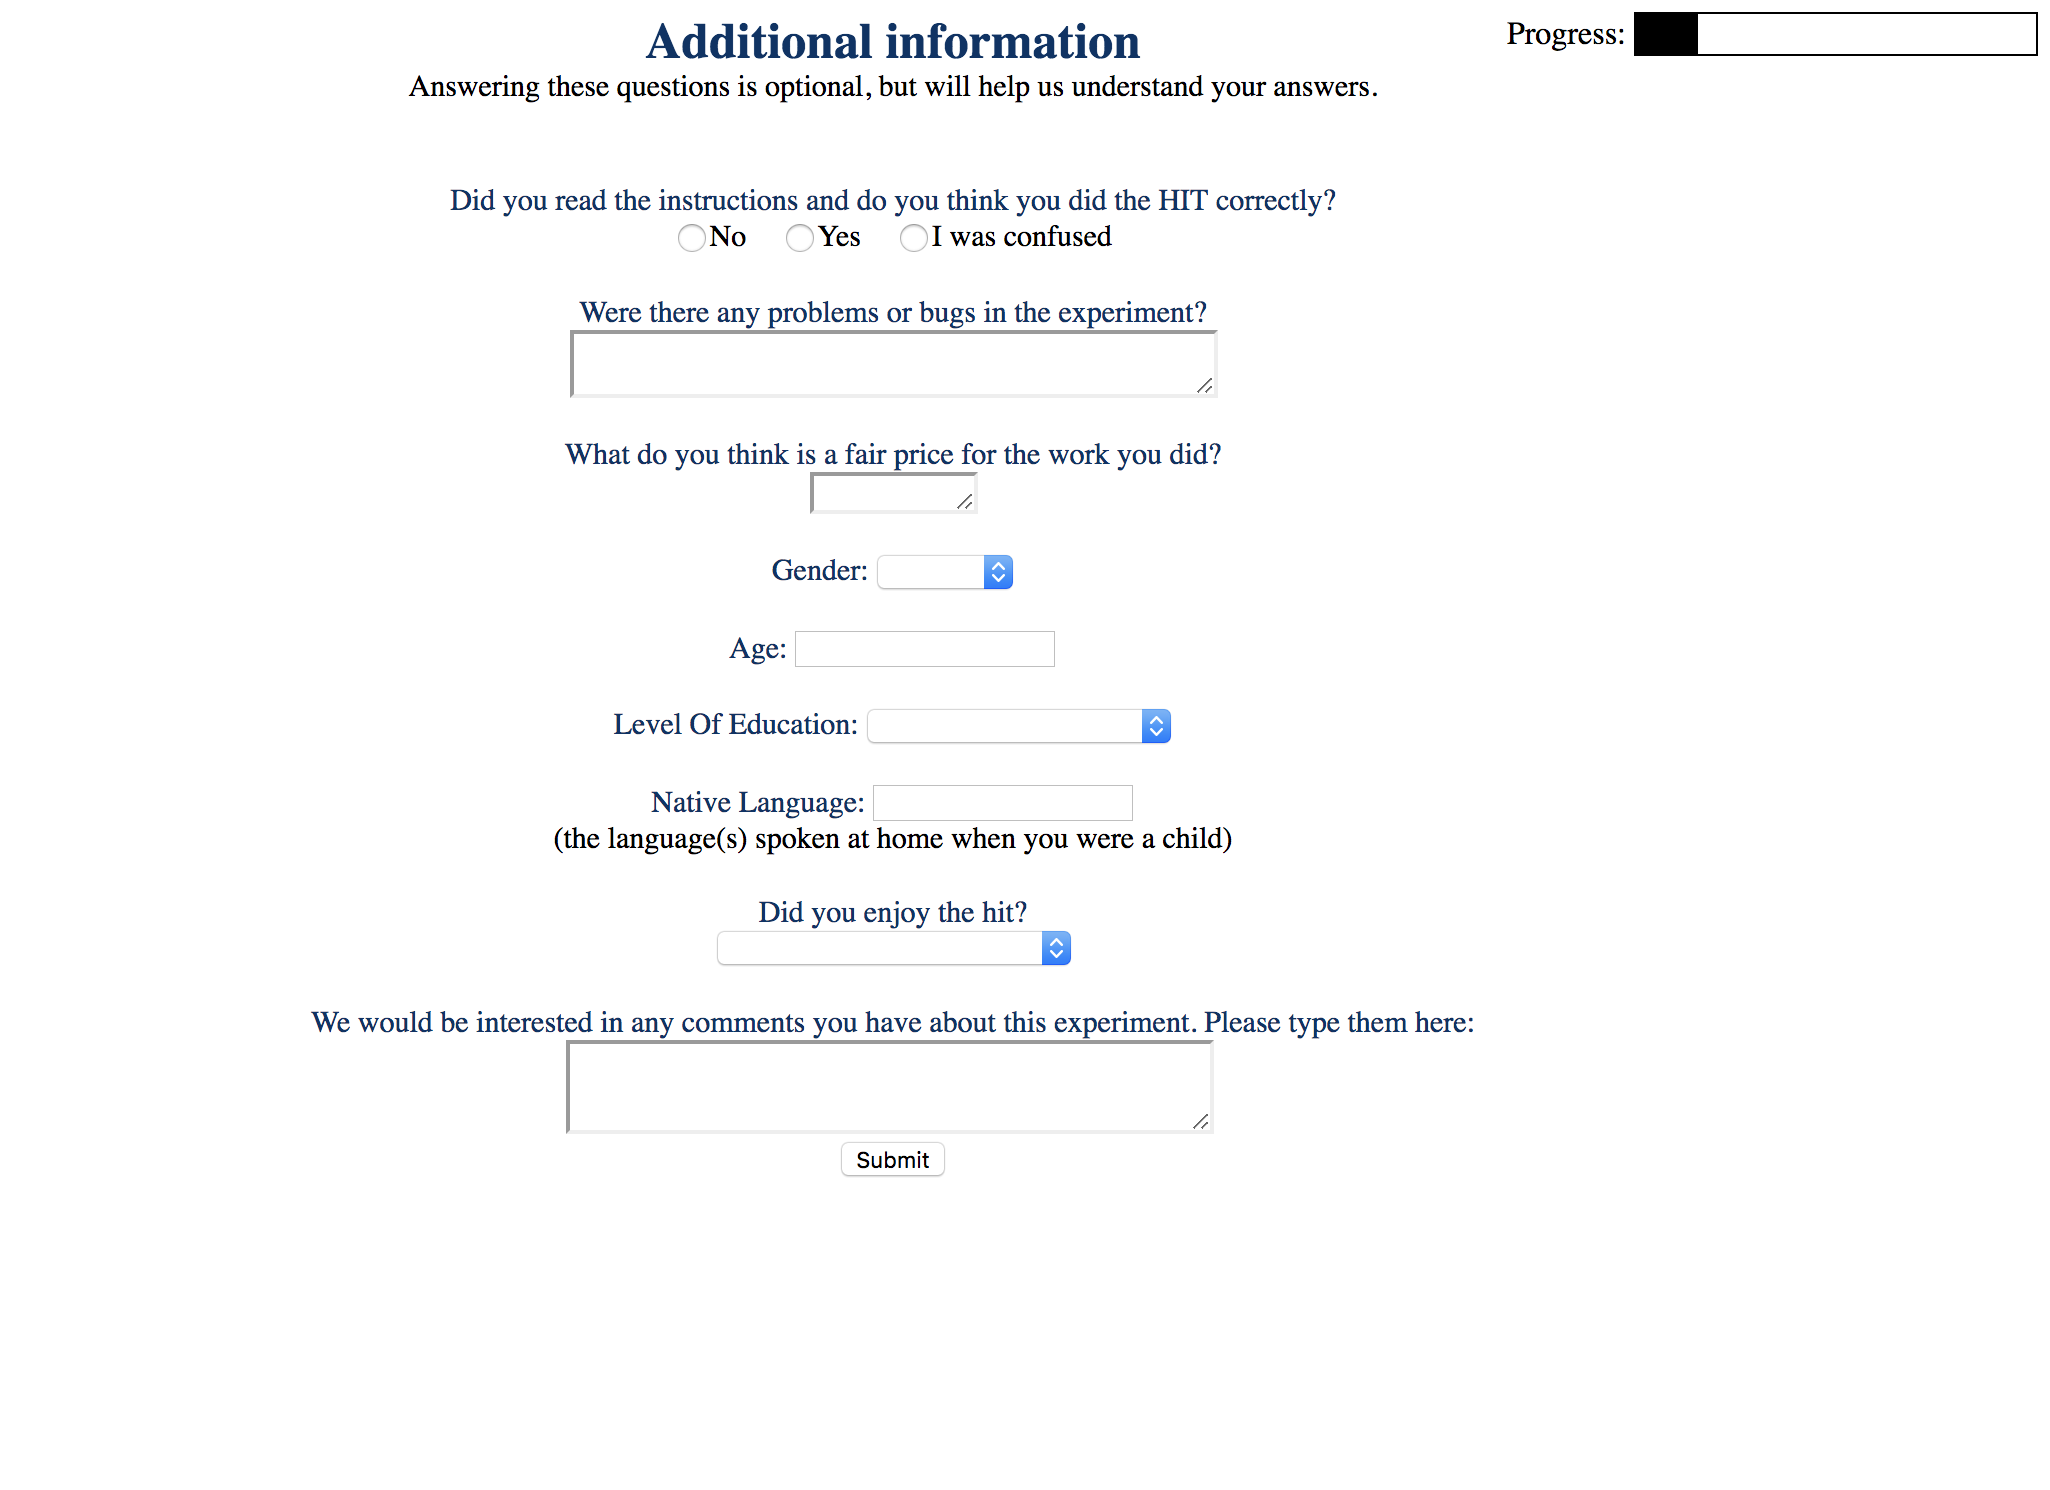 Additional information
Progress:
Answering these questions is optional, but will help us understand your answers.
Did you read the instructions and do you think you did the HIT correctly?
No Yes I was confused
Were there any problems or bugs in the experiment?
What do you think is a fair price for the work you did?
Gender:
Age:
Level Of Education:
Native Language:
(the language(s) spoken at home when you were a child)
Did you enjoy the hit?
We would be interested in any comments you have about this experiment. Please type them here:
Submit